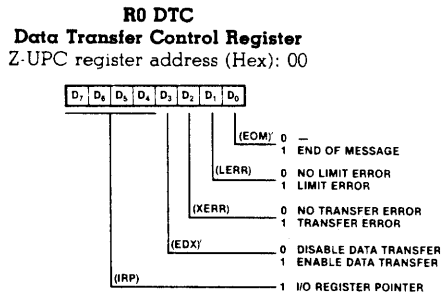 R0 DTC
Data Transfer Control Register
Z-UPC register address (Hex): 00
D7 D6 D5 D4 D3 D2 D1 D0
(EOM)' 0 —
1 END OF MESSAGE
(LERR) 0 NO LIMIT ERROR
1 LIMIT ERROR
(XERR) 0 NO TRANSFER ERROR
1 TRANSFER ERROR
(EDX)' 0 DISABLE DATA TRANSFER
1 ENABLE DATA TRANSFER
(IRP)
1 I/O REGISTER POINTER